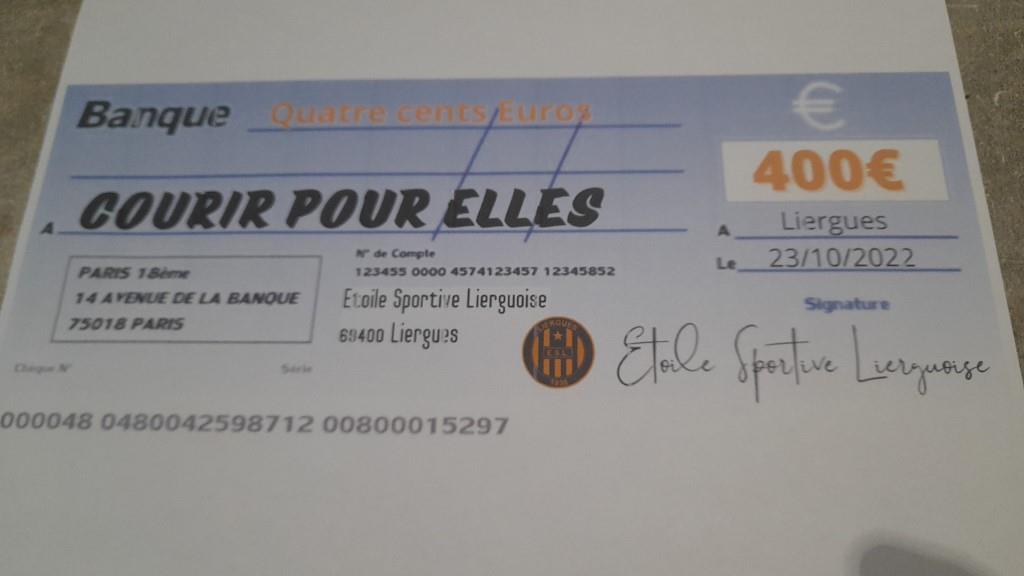 Banque Quatre cents Euros
€
400€
A COURIR POUR ELLES
A Liergues
Le 23/10/2022
PARIS 18ème
14 AVENUE DE LA BANQUE
75018 PARIS
N° de Compte
123455 0000 4574123457 12345852
Etoile Sportive Lierguoise
69400 Liergues
Signature
LIERGUES
E.S.L
1935
Etoile Sportive Lierguoise
Chèque N° Série
000048 0480042598712 00800015297